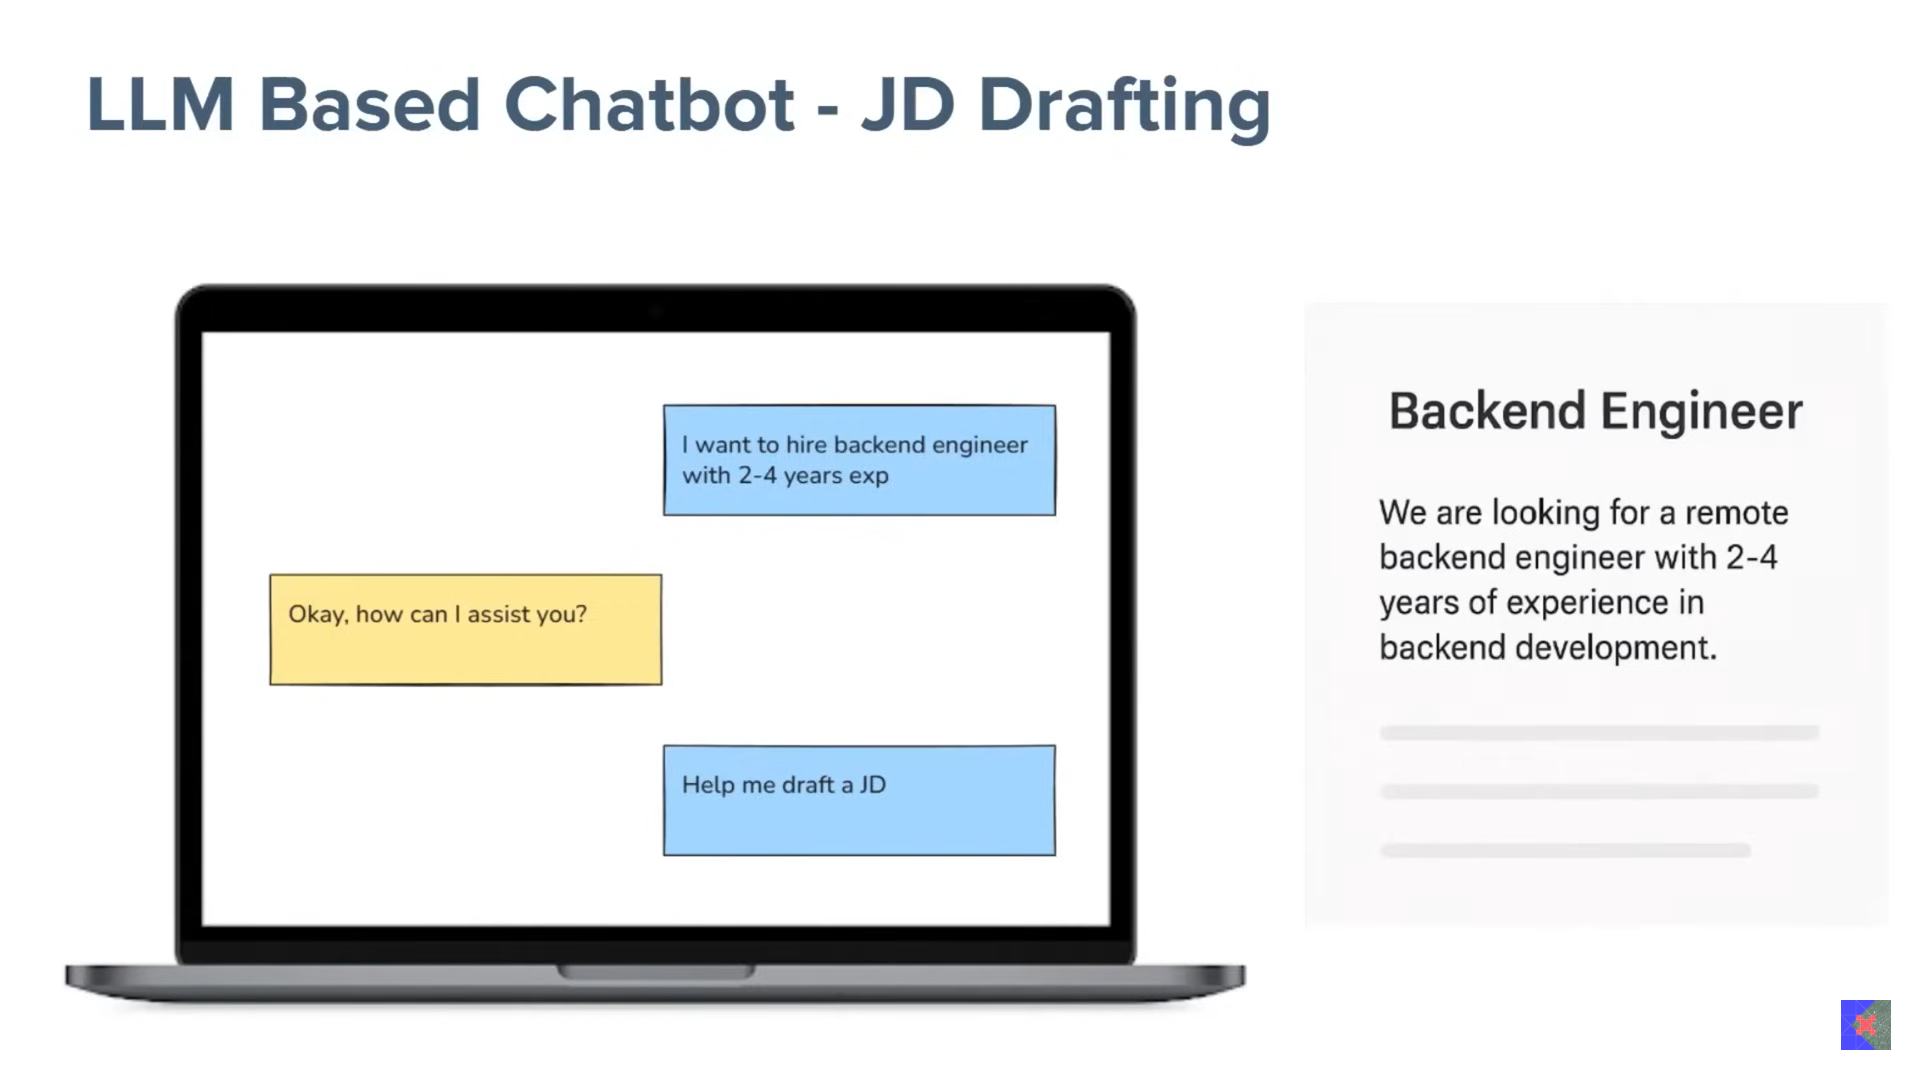 LLM Based Chatbot - JD Drafting
I want to hire backend engineer
with 2-4 years exp
Okay, how can I assist you?
Help me draft a JD
Backend Engineer
We are looking for a remote
backend engineer with 2-4
years of experience in
backend development.